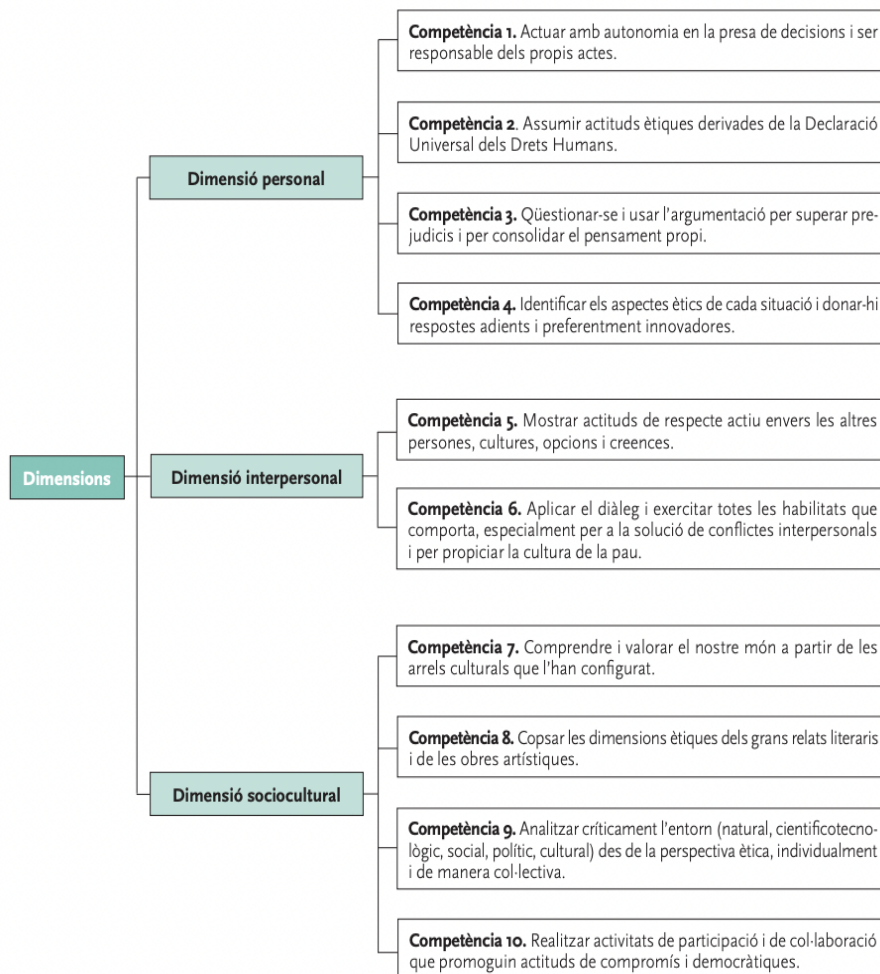 Competència 1. Actuar amb autonomia en la presa de decisions i ser
responsable dels propis actes.
Competència 2. Assumir actituds ètiques derivades de la Declaració
Universal dels Drets Humans.
Dimensió personal
Competència 3. Qüestionar-se i usar l’argumentació per superar pre-
judicis i per consolidar el pensament propi.
Competència 4. Identificar els aspectes ètics de cada situació i donar-hi
respostes adients i preferentment innovadores.
Competència 5. Mostrar actituds de respecte actiu envers les altres
persones, cultures, opcions i creences.
Dimensions
Dimensió interpersonal
Competència 6. Aplicar el diàleg i exercitar totes les habilitats que
comporta, especialment per a la solució de conflictes interpersonals
i per propiciar la cultura de la pau.
Competència 7. Comprendre i valorar el nostre món a partir de les
arrels culturals que l’han configurat.
Competència 8. Copsar les dimensions ètiques dels grans relats literaris
i de les obres artístiques.
Dimensió sociocultural
Competència 9. Analitzar críticament l’entorn (natural, cientificotecno-
lògic, social, polític, cultural) des de la perspectiva ètica, individualment
i de manera col·lectiva.
Competència 10. Realitzar activitats de participació i de col·laboració
que promoguin actituds de compromís i democràtiques.